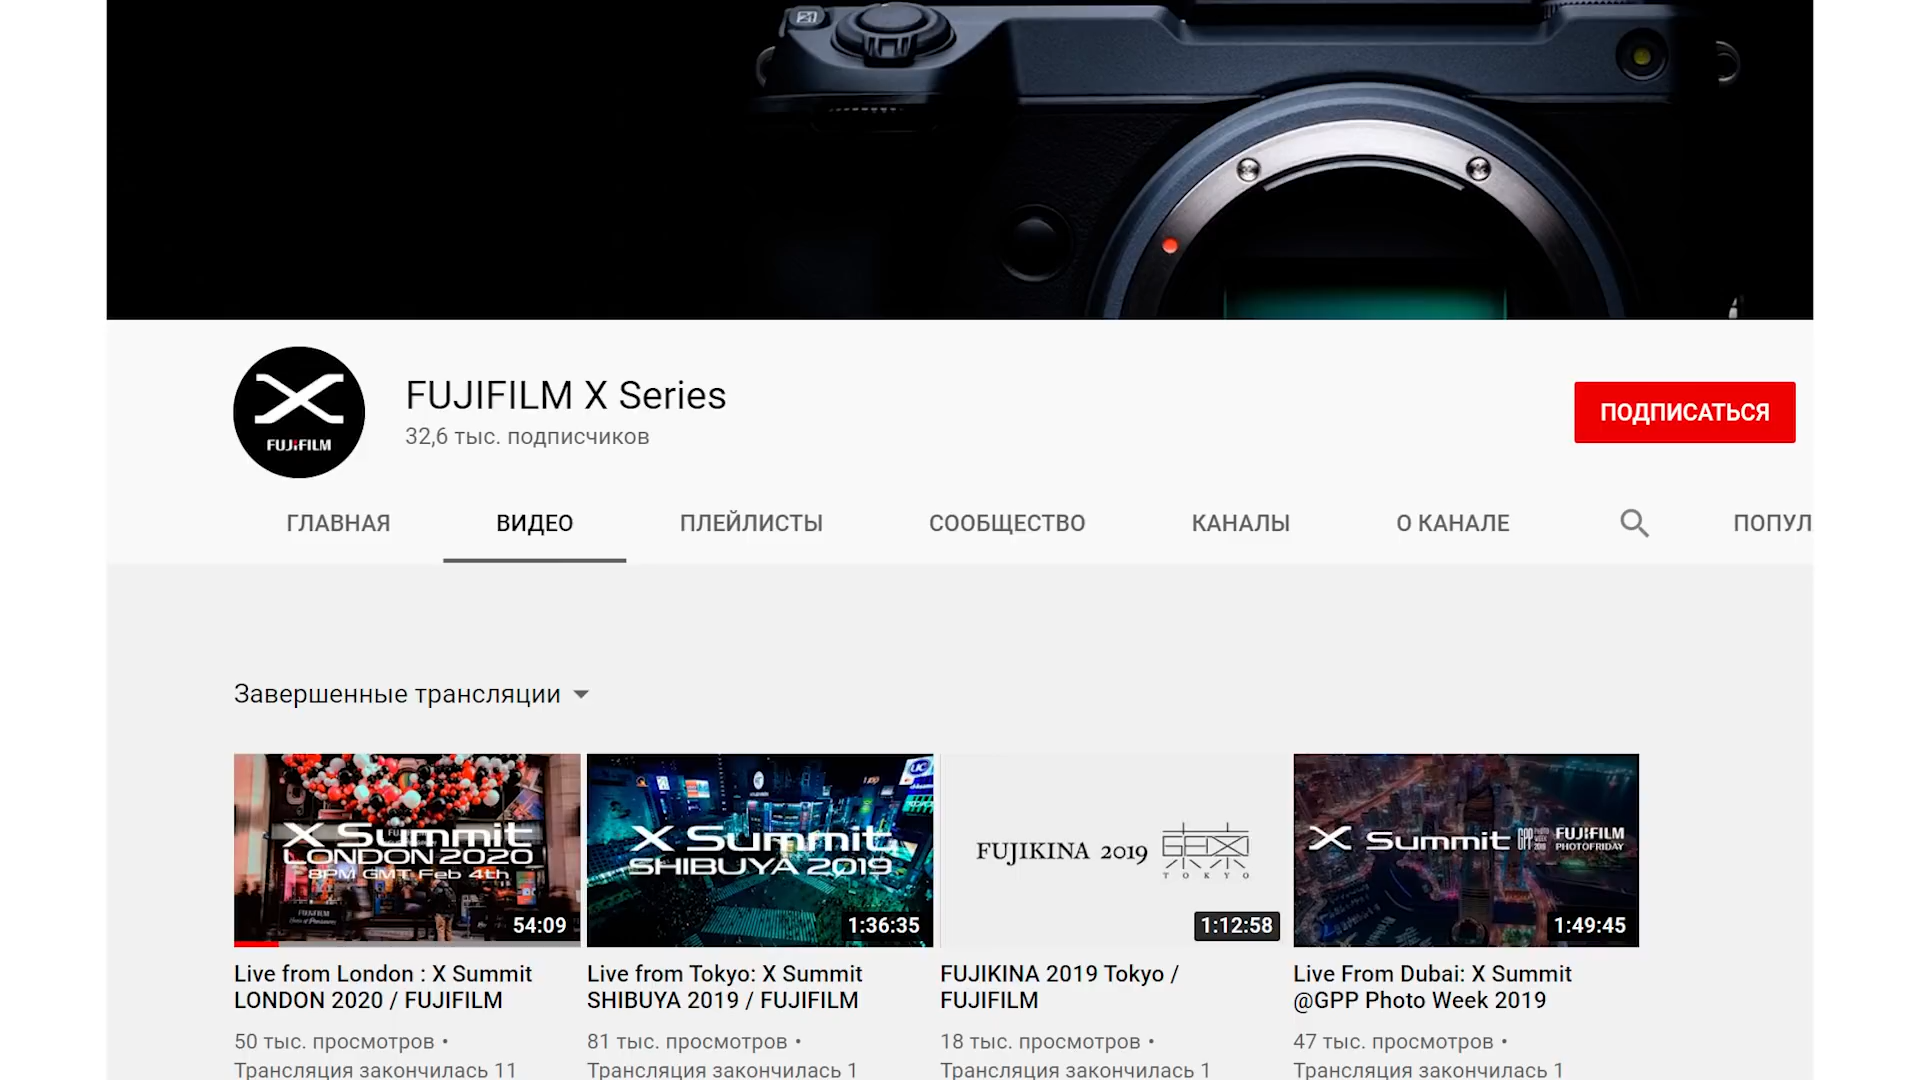 FUJIFILM X Series
32,6 тыс. подписчиков
ПОДПИСАТЬСЯ
FUJIFILM
ГЛАВНАЯ
ВИДЕО
ПЛЕЙЛИСТЫ
СООБЩЕСТВО
КАНАЛЫ
О КАНАЛЕ
ПОПУЛ
Завершенные трансляции
X Summit
LONDON 2020
8PM GMT Feb 4th
54:09
X Summit
SHIBUYA 2019
1:36:35
FUJIKINA 2019
TOKYO
1:12:58
X Summit
FUJIFILM
PHOTOFRIDAY
1:49:45
Live from London : X Summit
LONDON 2020 / FUJIFILM
50 тыс. просмотров •
Трансляция закончилась 11
Live from Tokyo: X Summit
SHIBUYA 2019 / FUJIFILM
81 тыс. просмотров •
Трансляция закончилась 1
FUJIKINA 2019 Tokyo /
FUJIFILM
18 тыс. просмотров •
Трансляция закончилась 1
Live From Dubai: X Summit
@GPP Photo Week 2019
47 тыс. просмотров •
Трансляция закончилась 1